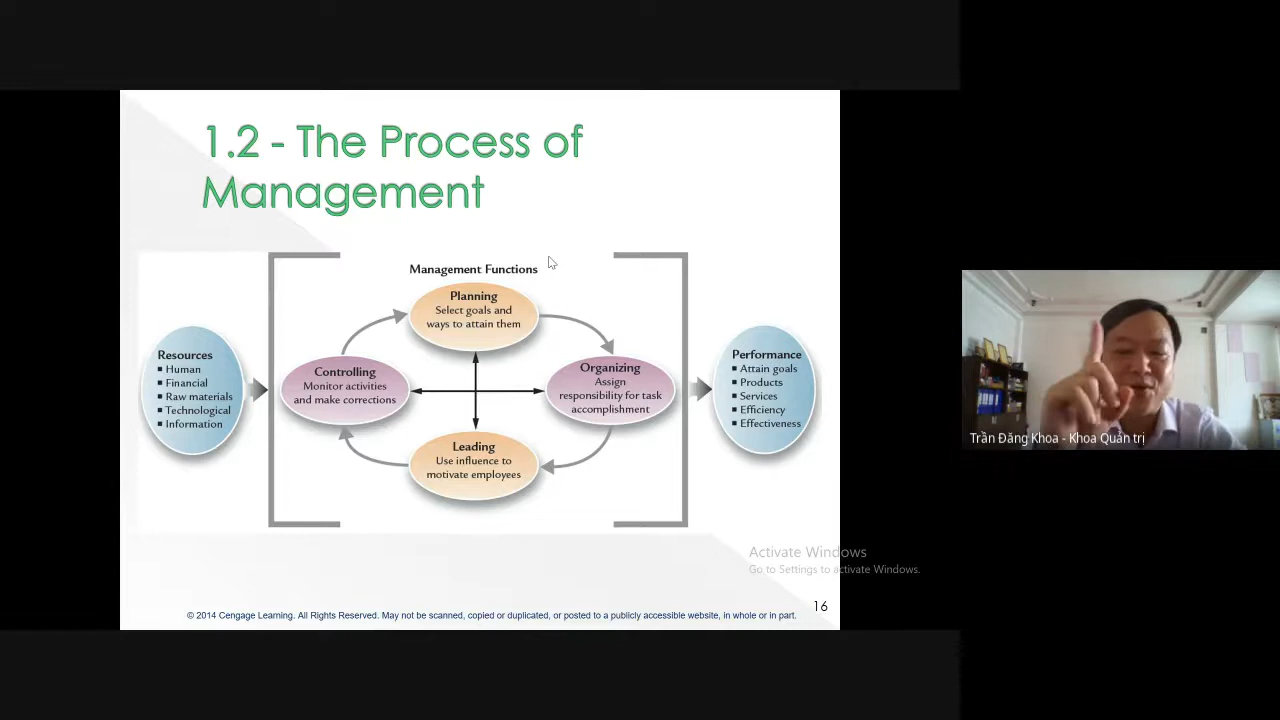 1.2 - The Process of
Management
Management Functions
Planning
Select goals and
ways to attain them
Resources
▪ Human
▪ Financial
▪ Raw materials
▪ Technological
▪ Information
Controlling
Monitor activities
and make corrections
Organizing
Assign
responsibility for task
accomplishment
Performance
▪ Attain goals
▪ Products
▪ Services
▪ Efficiency
▪ Effectiveness
Leading
Use influence to
motivate employees
Trần Đăng Khoa - Khoa Quản trị
Activate Windows
Go to Settings to activate Windows.
16
© 2014 Cengage Learning. All Rights Reserved. May not be scanned, copied or duplicated, or posted to a publicly accessible website, in whole or in part.